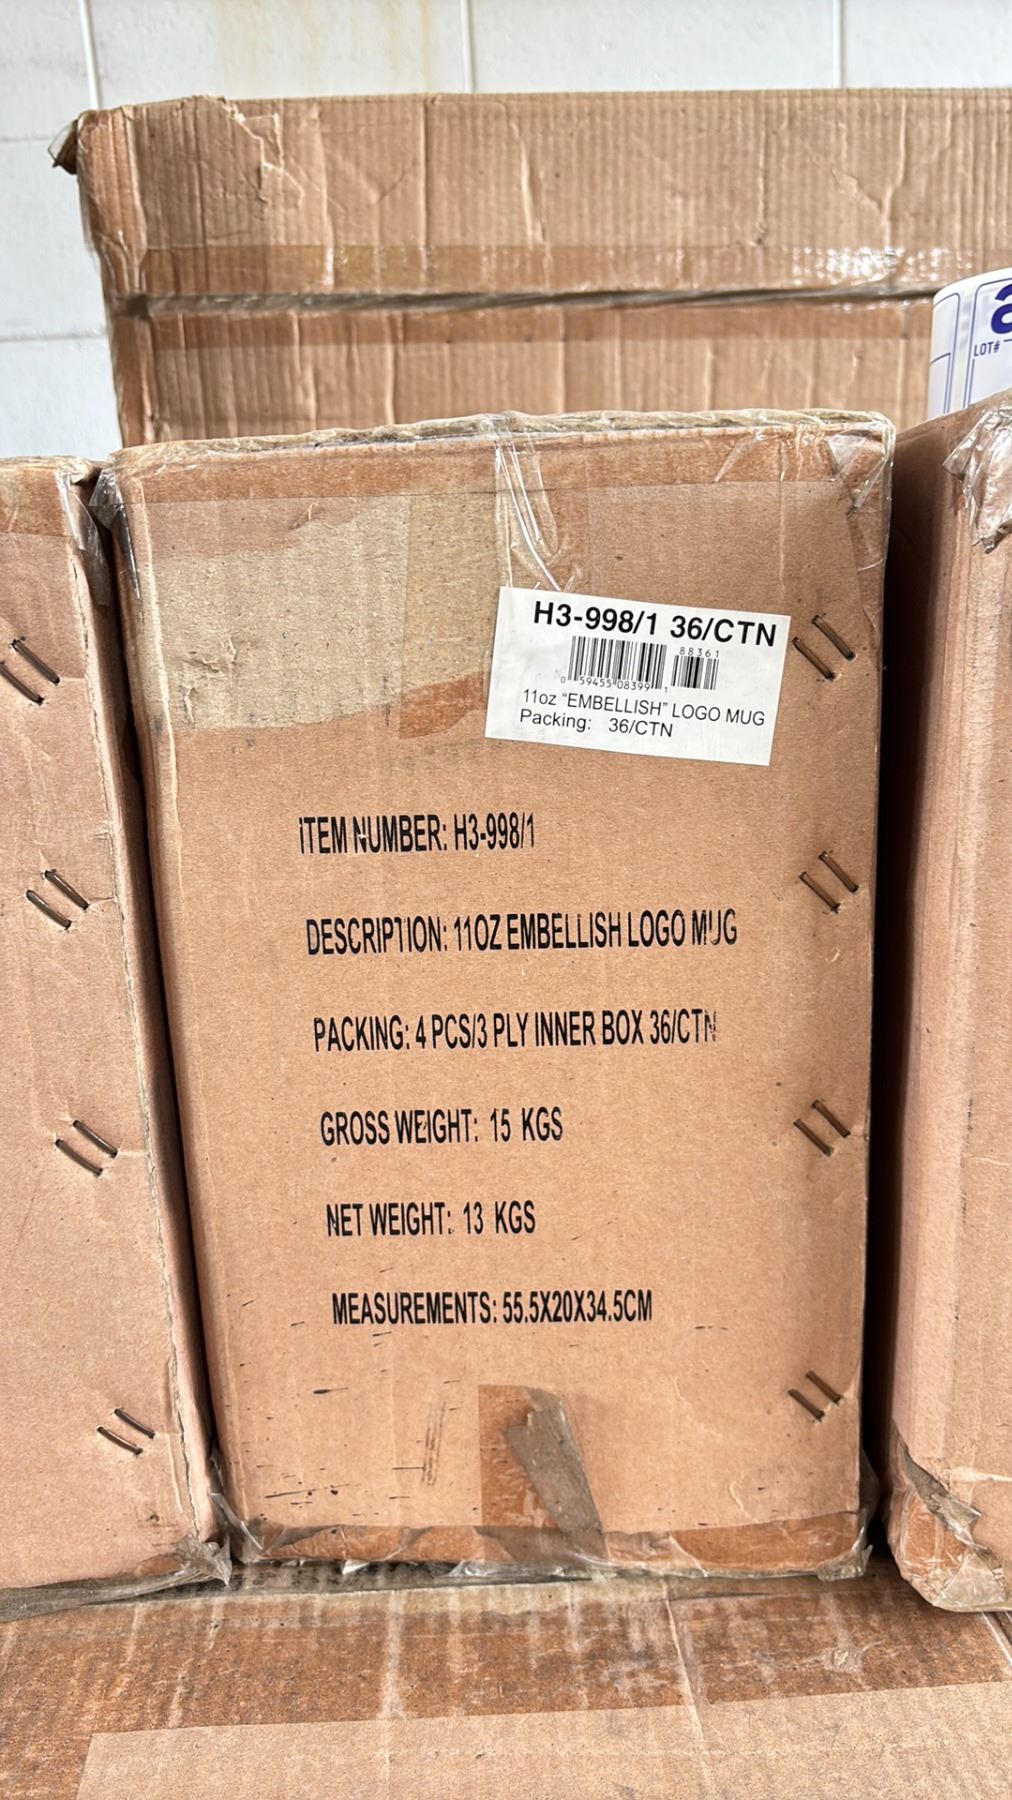 LOT#
H3-998/1 36/CTN
88361
0 59455 08399 1
11oz “EMBELLISH” LOGO MUG
Packing: 36/CTN
ITEM NUMBER: H3-998/1
DESCRIPTION: 11OZ EMBELLISH LOGO MUG
PACKING: 4 PCS/3 PLY INNER BOX 36/CTN
GROSS WEIGHT: 15 KGS
NET WEIGHT: 13 KGS
MEASUREMENTS: 55.5X20X34.5CM